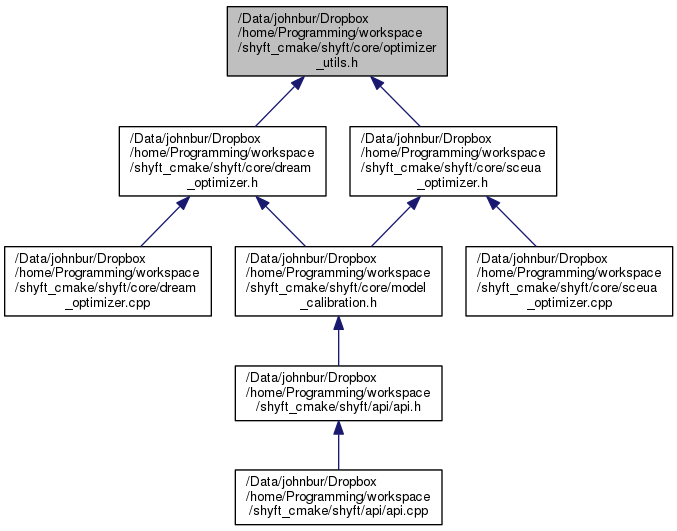 /Data/johnbur/Dropbox
/home/Programming/workspace
/shyft_cmake/shyft/core/optimizer
_utils.h
/Data/johnbur/Dropbox
/home/Programming/workspace
/shyft_cmake/shyft/core/dream
_optimizer.h
/Data/johnbur/Dropbox
/home/Programming/workspace
/shyft_cmake/shyft/core/sceua
_optimizer.h
/Data/johnbur/Dropbox
/home/Programming/workspace
/shyft_cmake/shyft/core/dream
_optimizer.cpp
/Data/johnbur/Dropbox
/home/Programming/workspace
/shyft_cmake/shyft/core/model
_calibration.h
/Data/johnbur/Dropbox
/home/Programming/workspace
/shyft_cmake/shyft/core/sceua
_optimizer.cpp
/Data/johnbur/Dropbox
/home/Programming/workspace
/shyft_cmake/shyft/api/api.h
/Data/johnbur/Dropbox
/home/Programming/workspace
/shyft_cmake/shyft/api/api.cpp